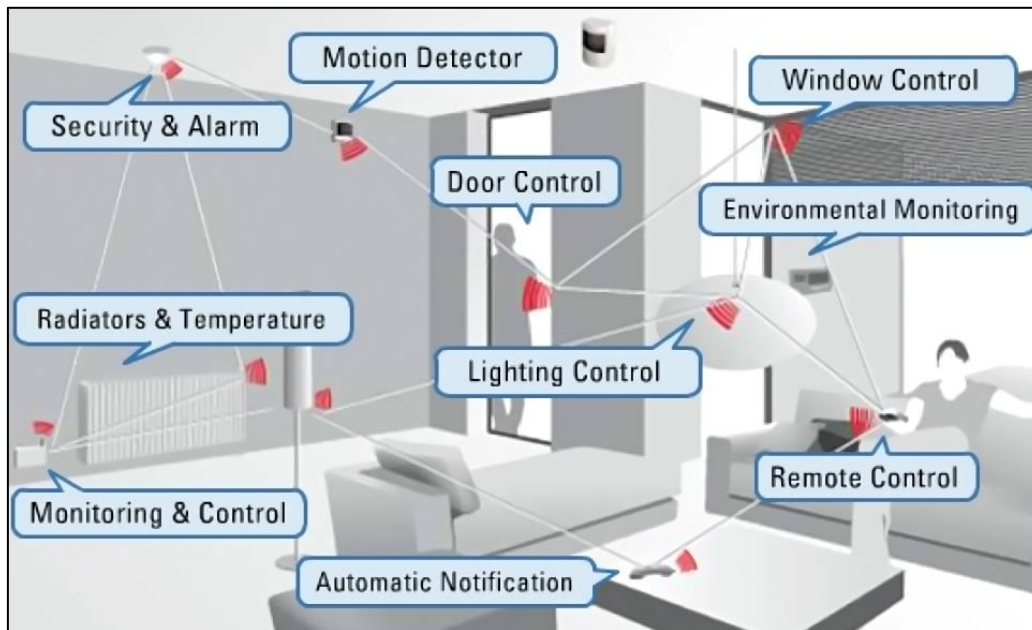 Motion Detector
Window Control
Security & Alarm
Door Control
Environmental Monitoring
Radiators & Temperature
Lighting Control
Remote Control
Monitoring & Control
Automatic Notification